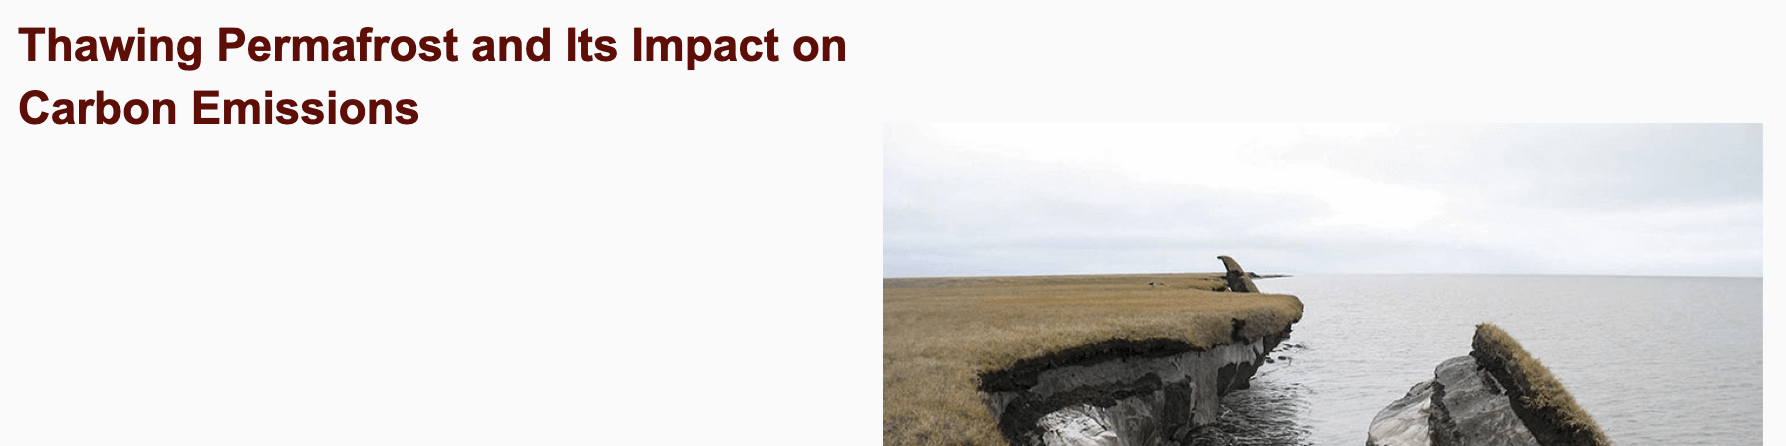 Thawing Permafrost and Its Impact on
Carbon Emissions